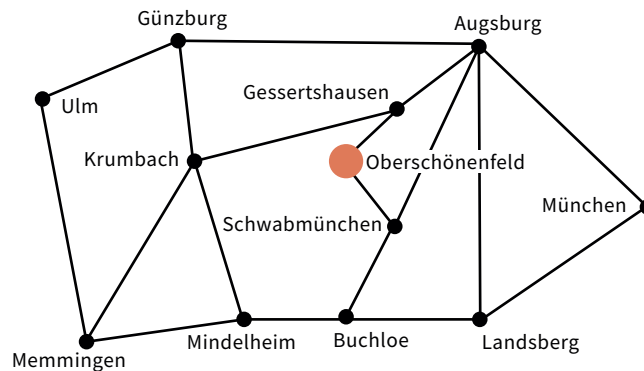 Günzburg
Augsburg
Gessertshausen
Ulm
Krumbach
Oberschönenfeld
München
Schwabmünchen
Mindelheim
Buchloe
Landsberg
Memmingen